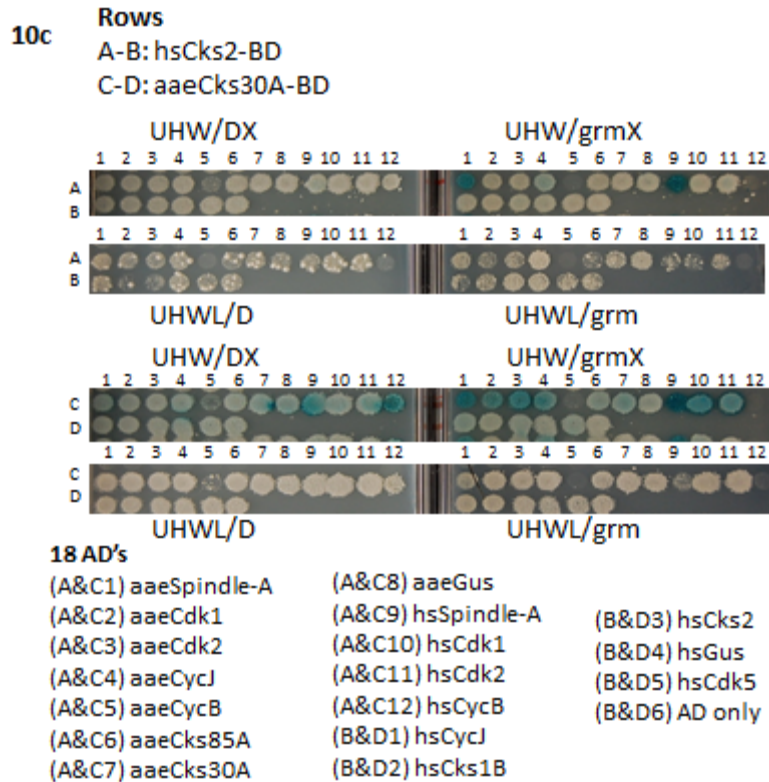 10c
Rows
A-B: hsCks2-BD
C-D: aaeCks30A-BD
UHW/DX UHW/grmX
1 2 3 4 5 6 7 8 9 10 11 12 1 2 3 4 5 6 7 8 9 10 11 12
A
B
1 2 3 4 5 6 7 8 9 10 11 12 1 2 3 4 5 6 7 8 9 10 11 12
A
B
UHWL/D UHWL/grm
UHW/DX UHW/grmX
1 2 3 4 5 6 7 8 9 10 11 12 1 2 3 4 5 6 7 8 9 10 11 12
C
D
1 2 3 4 5 6 7 8 9 10 11 12 1 2 3 4 5 6 7 8 9 10 11 12
C
D
UHWL/D UHWL/grm
18 AD's
(A&C1) aaeSpindle-A
(A&C2) aaeCdk1
(A&C3) aaeCdk2
(A&C4) aaeCycJ
(A&C5) aaeCycB
(A&C6) aaeCks85A
(A&C7) aaeCks30A
(A&C8) aaeGus
(A&C9) hsSpindle-A
(A&C10) hsCdk1
(A&C11) hsCdk2
(A&C12) hsCycB
(B&D1) hsCycJ
(B&D2) hsCks1B
(B&D3) hsCks2
(B&D4) hsGus
(B&D5) hsCdk5
(B&D6) AD only